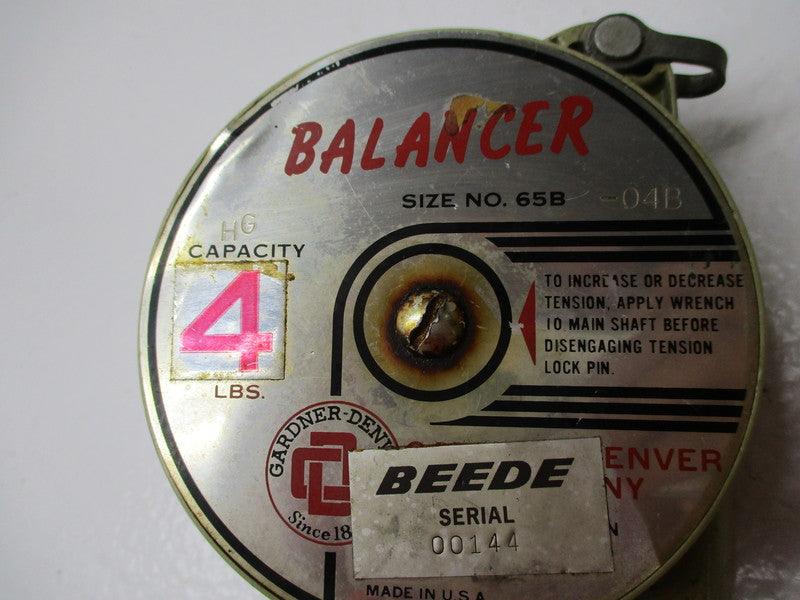 BALANCER
SIZE NO. 65B -04B
HG
CAPACITY
4
LBS.
TO INCREASE OR DECREASE
TENSION, APPLY WRENCH
TO MAIN SHAFT BEFORE
DISENGAGING TENSION
LOCK PIN.
GARDNER-DEN
Since 18
ENVER
NY
N
BEEDE
SERIAL
00144
MADE IN U.S.A